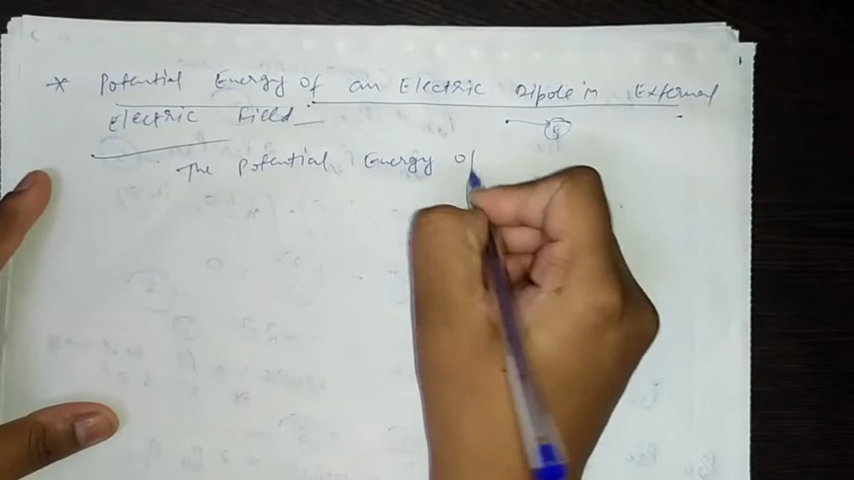 * Potential Energy Of an Electric Dipole in External
Electric Field
The Potential Energy of